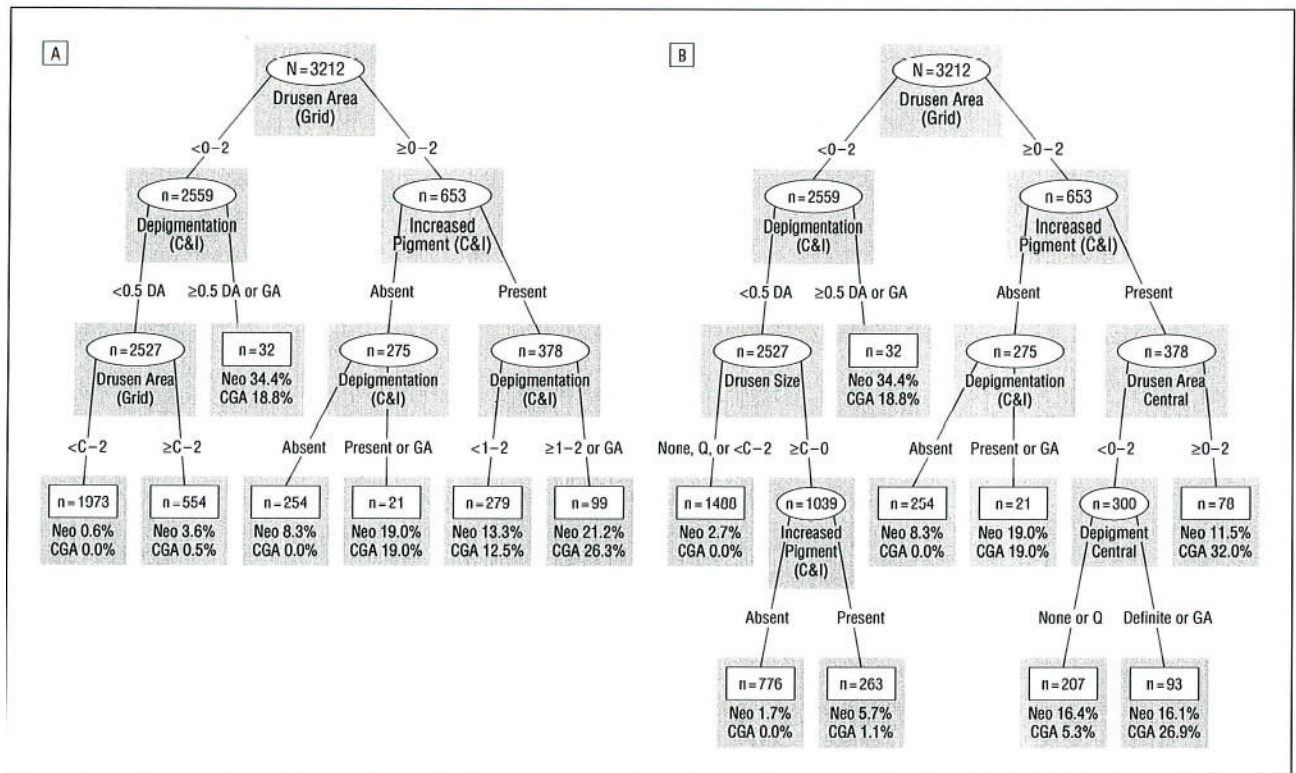 A
N=3212
Drusen Area
(Grid)
<0–2
≥0–2
n=2559
Depigmentation
(C&I)
n=653
Increased
Pigment (C&I)
<0.5 DA
≥0.5 DA or GA
Absent
Present
n=2527
Drusen Area
(Grid)
n=32
Neo 34.4%
CGA 18.8%
n=275
Depigmentation
(C&I)
n=378
Depigmentation
(C&I)
<C–2
≥C–2
Absent
Present or GA
<1–2
≥1–2 or GA
n=1973
Neo 0.6%
CGA 0.0%
n=554
Neo 3.6%
CGA 0.5%
n=254
Neo 8.3%
CGA 0.0%
n=21
Neo 19.0%
CGA 19.0%
n=279
Neo 13.3%
CGA 12.5%
n=99
Neo 21.2%
CGA 26.3%
B
N=3212
Drusen Area
(Grid)
<0–2
≥0–2
n=2559
Depigmentation
(C&I)
n=653
Increased
Pigment (C&I)
<0.5 DA
≥0.5 DA or GA
Absent
Present
n=2527
Drusen Size
n=32
Neo 34.4%
CGA 18.8%
n=275
Depigmentation
(C&I)
n=378
Drusen Area
Central
None, Q, or <C–2
≥C–0
Absent
Present or GA
<0–2
≥0–2
n=1488
Neo 2.7%
CGA 0.0%
n=1039
Increased
Pigment
(C&I)
n=254
Neo 8.3%
CGA 0.0%
n=21
Neo 19.0%
CGA 19.0%
n=300
Depigment
Central
n=78
Neo 11.5%
CGA 32.0%
Absent
Present
None or Q
Definite or GA
n=776
Neo 1.7%
CGA 0.0%
n=263
Neo 5.7%
CGA 1.1%
n=207
Neo 16.4%
CGA 5.3%
n=93
Neo 16.1%
CGA 26.9%